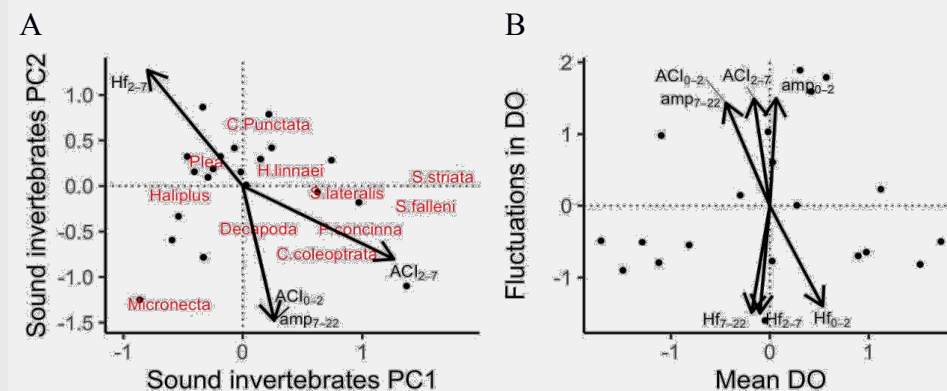 A
Sound invertebrates PC2
1.0
0.5
0.0
-0.5
-1.0
-1.5
Hf2-7
C.Punctata
Plea
H.linnaei
S.striata
Haliplus
S.lateralis
S.falleni
Decapoda
P.concinna
C.coleoptrata
ACI2-7
Micronecta
ACI0-2
amp7-22
-1
0
1
Sound invertebrates PC1
B
Fluctuations in DO
2
1
0
-1
ACI0-2
ACI2-7
amp0-2
amp7-22
Hf7-22
Hf2-7
Hf0-2
-1
0
1
Mean DO